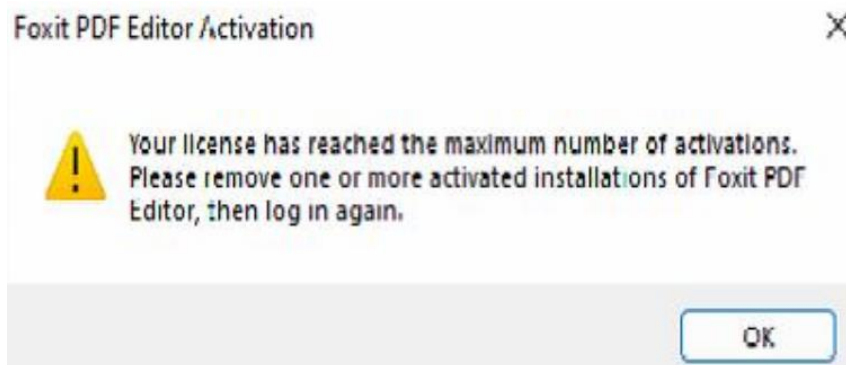 Foxit PDF Editor Activation
Your license has reached the maximum number of activations.
Please remove one or more activated installations of Foxit PDF
Editor, then log in again.
OK